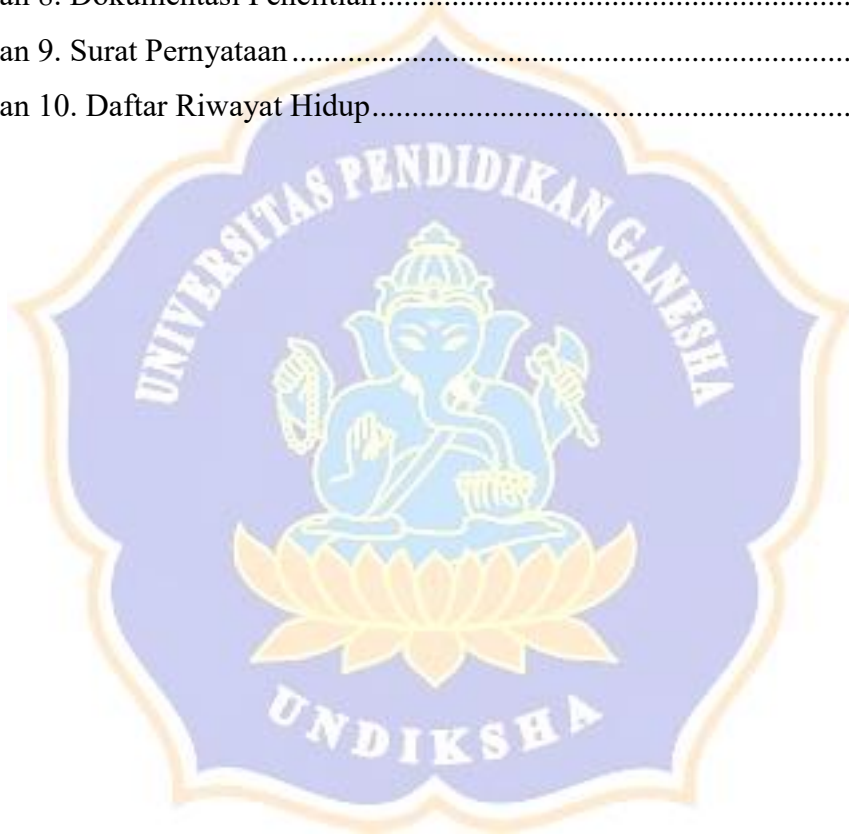 an 8. Dokumentasi Penelitian........................................................
an 9. Surat Pernyataan......................................................................
an 10. Daftar Riwayat Hidup............................................................
UNIVERSITAS PENDIDIKAN GANESHA
UNDIKSHA